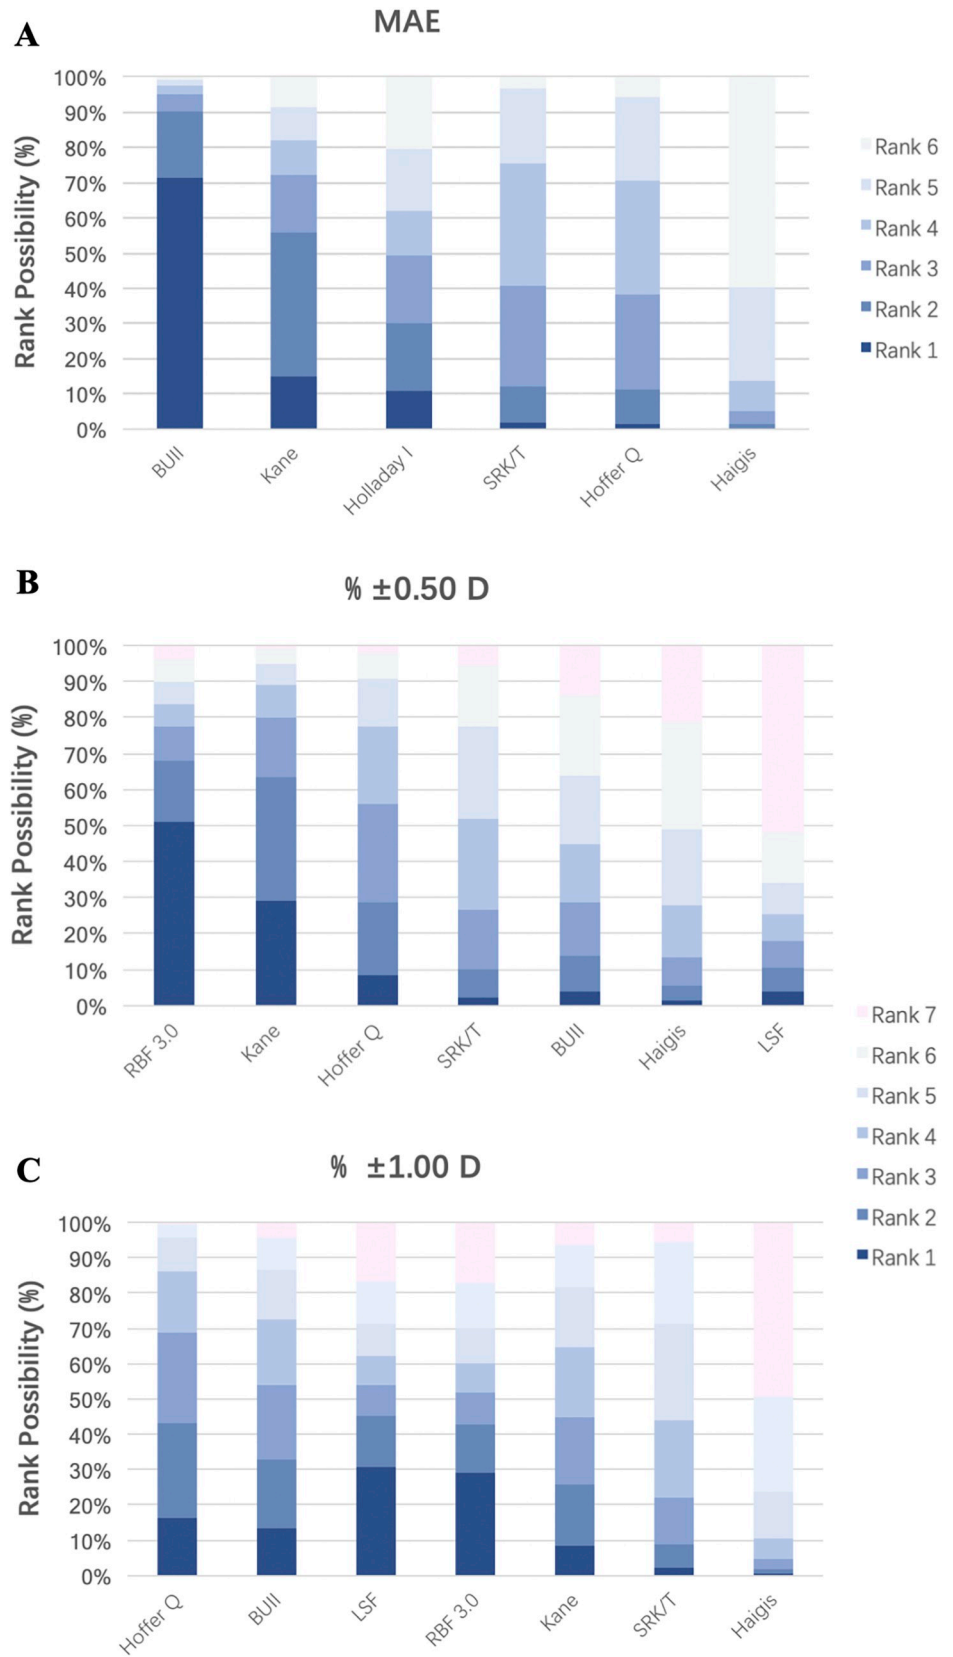 A
MAE
Rank Possibility (%)
100%
90%
80%
70%
60%
50%
40%
30%
20%
10%
0%
BUII
Kane
Holladay I
SRK/T
Hoffer Q
Haigis
Rank 6
Rank 5
Rank 4
Rank 3
Rank 2
Rank 1
B
% ±0.50 D
Rank Possibility (%)
100%
90%
80%
70%
60%
50%
40%
30%
20%
10%
0%
RBF 3.0
Kane
Hoffer Q
SRK/T
BUII
Haigis
LSF
Rank 7
Rank 6
Rank 5
Rank 4
Rank 3
Rank 2
Rank 1
C
% ±1.00 D
Rank Possibility (%)
100%
90%
80%
70%
60%
50%
40%
30%
20%
10%
0%
Hoffer Q
BUII
LSF
RBF 3.0
Kane
SRK/T
Haigis